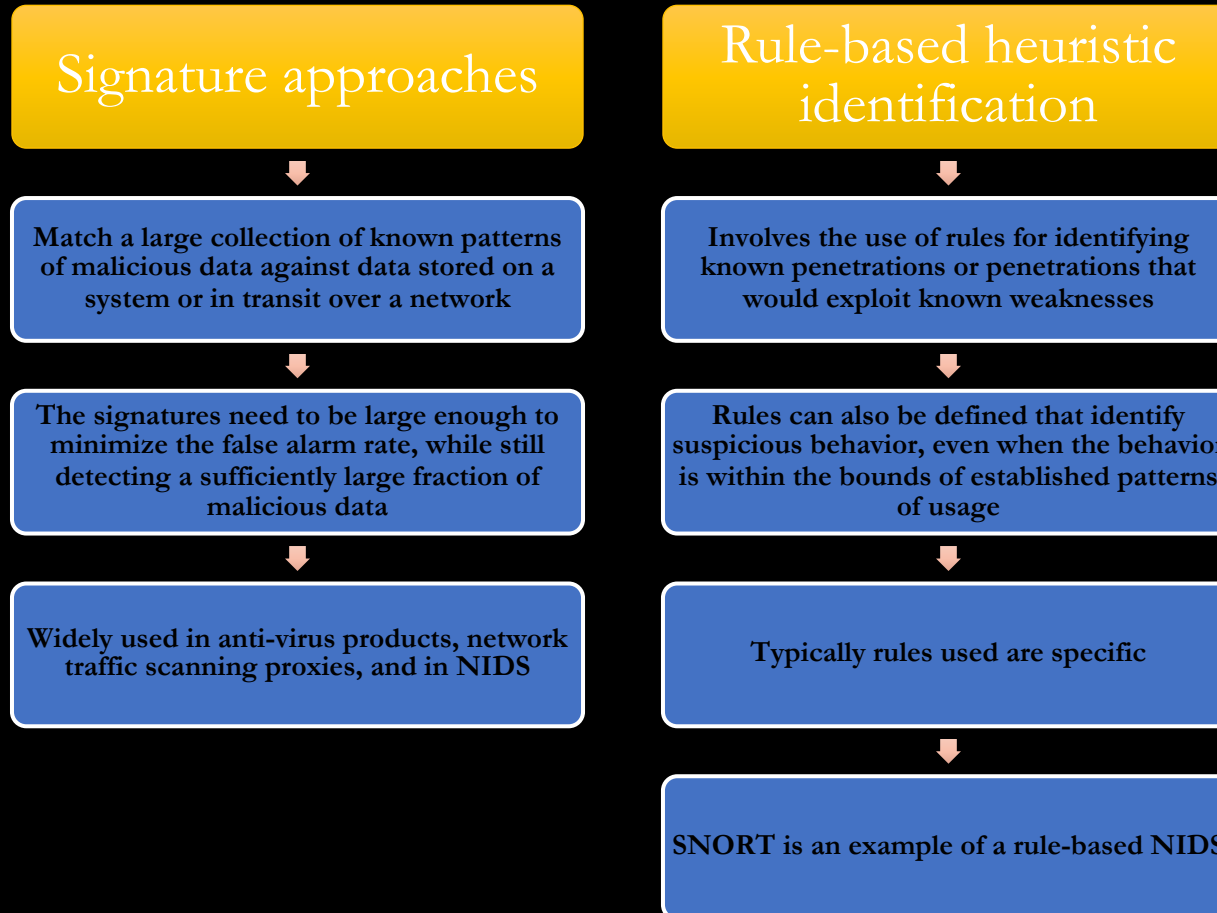 Signature approaches
Match a large collection of known patterns
of malicious data against data stored on a
system or in transit over a network
The signatures need to be large enough to
minimize the false alarm rate, while still
detecting a sufficiently large fraction of
malicious data
Widely used in anti-virus products, network
traffic scanning proxies, and in NIDS
Rule-based heuristic
identification
Involves the use of rules for identifying
known penetrations or penetrations that
would exploit known weaknesses
Rules can also be defined that identify
suspicious behavior, even when the behavior
is within the bounds of established patterns
of usage
Typically rules used are specific
SNORT is an example of a rule-based NIDS